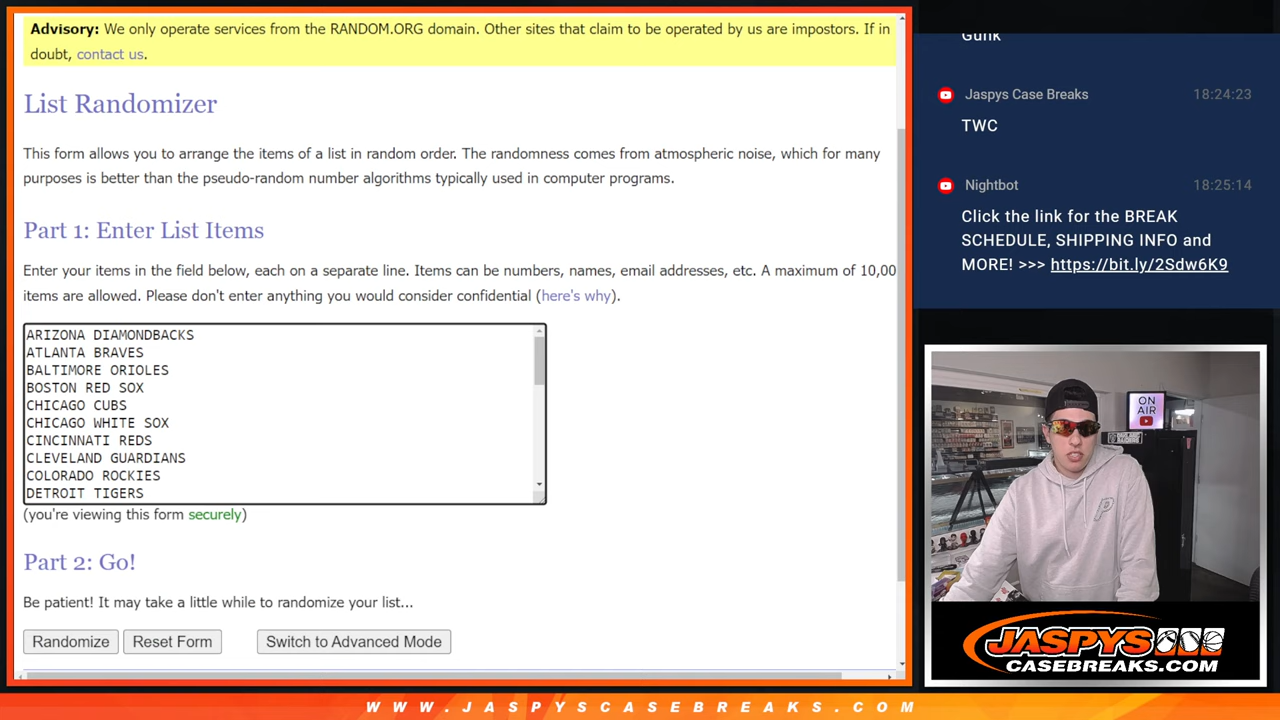 Advisory: We only operate services from the RANDOM.ORG domain. Other sites that claim to be operated by us are impostors. If in
doubt, contact us.
List Randomizer
This form allows you to arrange the items of a list in random order. The randomness comes from atmospheric noise, which for many
purposes is better than the pseudo-random number algorithms typically used in computer programs.
Part 1: Enter List Items
Enter your items in the field below, each on a separate line. Items can be numbers, names, email addresses, etc. A maximum of 10,00
items are allowed. Please don't enter anything you would consider confidential (here's why).
ARIZONA DIAMONDBACKS
ATLANTA BRAVES
BALTIMORE ORIOLES
BOSTON RED SOX
CHICAGO CUBS
CHICAGO WHITE SOX
CINCINNATI REDS
CLEVELAND GUARDIANS
COLORADO ROCKIES
DETROIT TIGERS
(you're viewing this form securely)
Part 2: Go!
Be patient! It may take a little while to randomize your list...
Randomize Reset Form Switch to Advanced Mode
Gunk
Jaspys Case Breaks 18:24:23
TWC
Nightbot 18:25:14
Click the link for the BREAK
SCHEDULE, SHIPPING INFO and
MORE! >>> https://bit.ly/2Sdw6K9
ON
AIR
P
JASPYS
CASEBREAKS.COM
WWW.JASPYSCASEBREAKS.COM